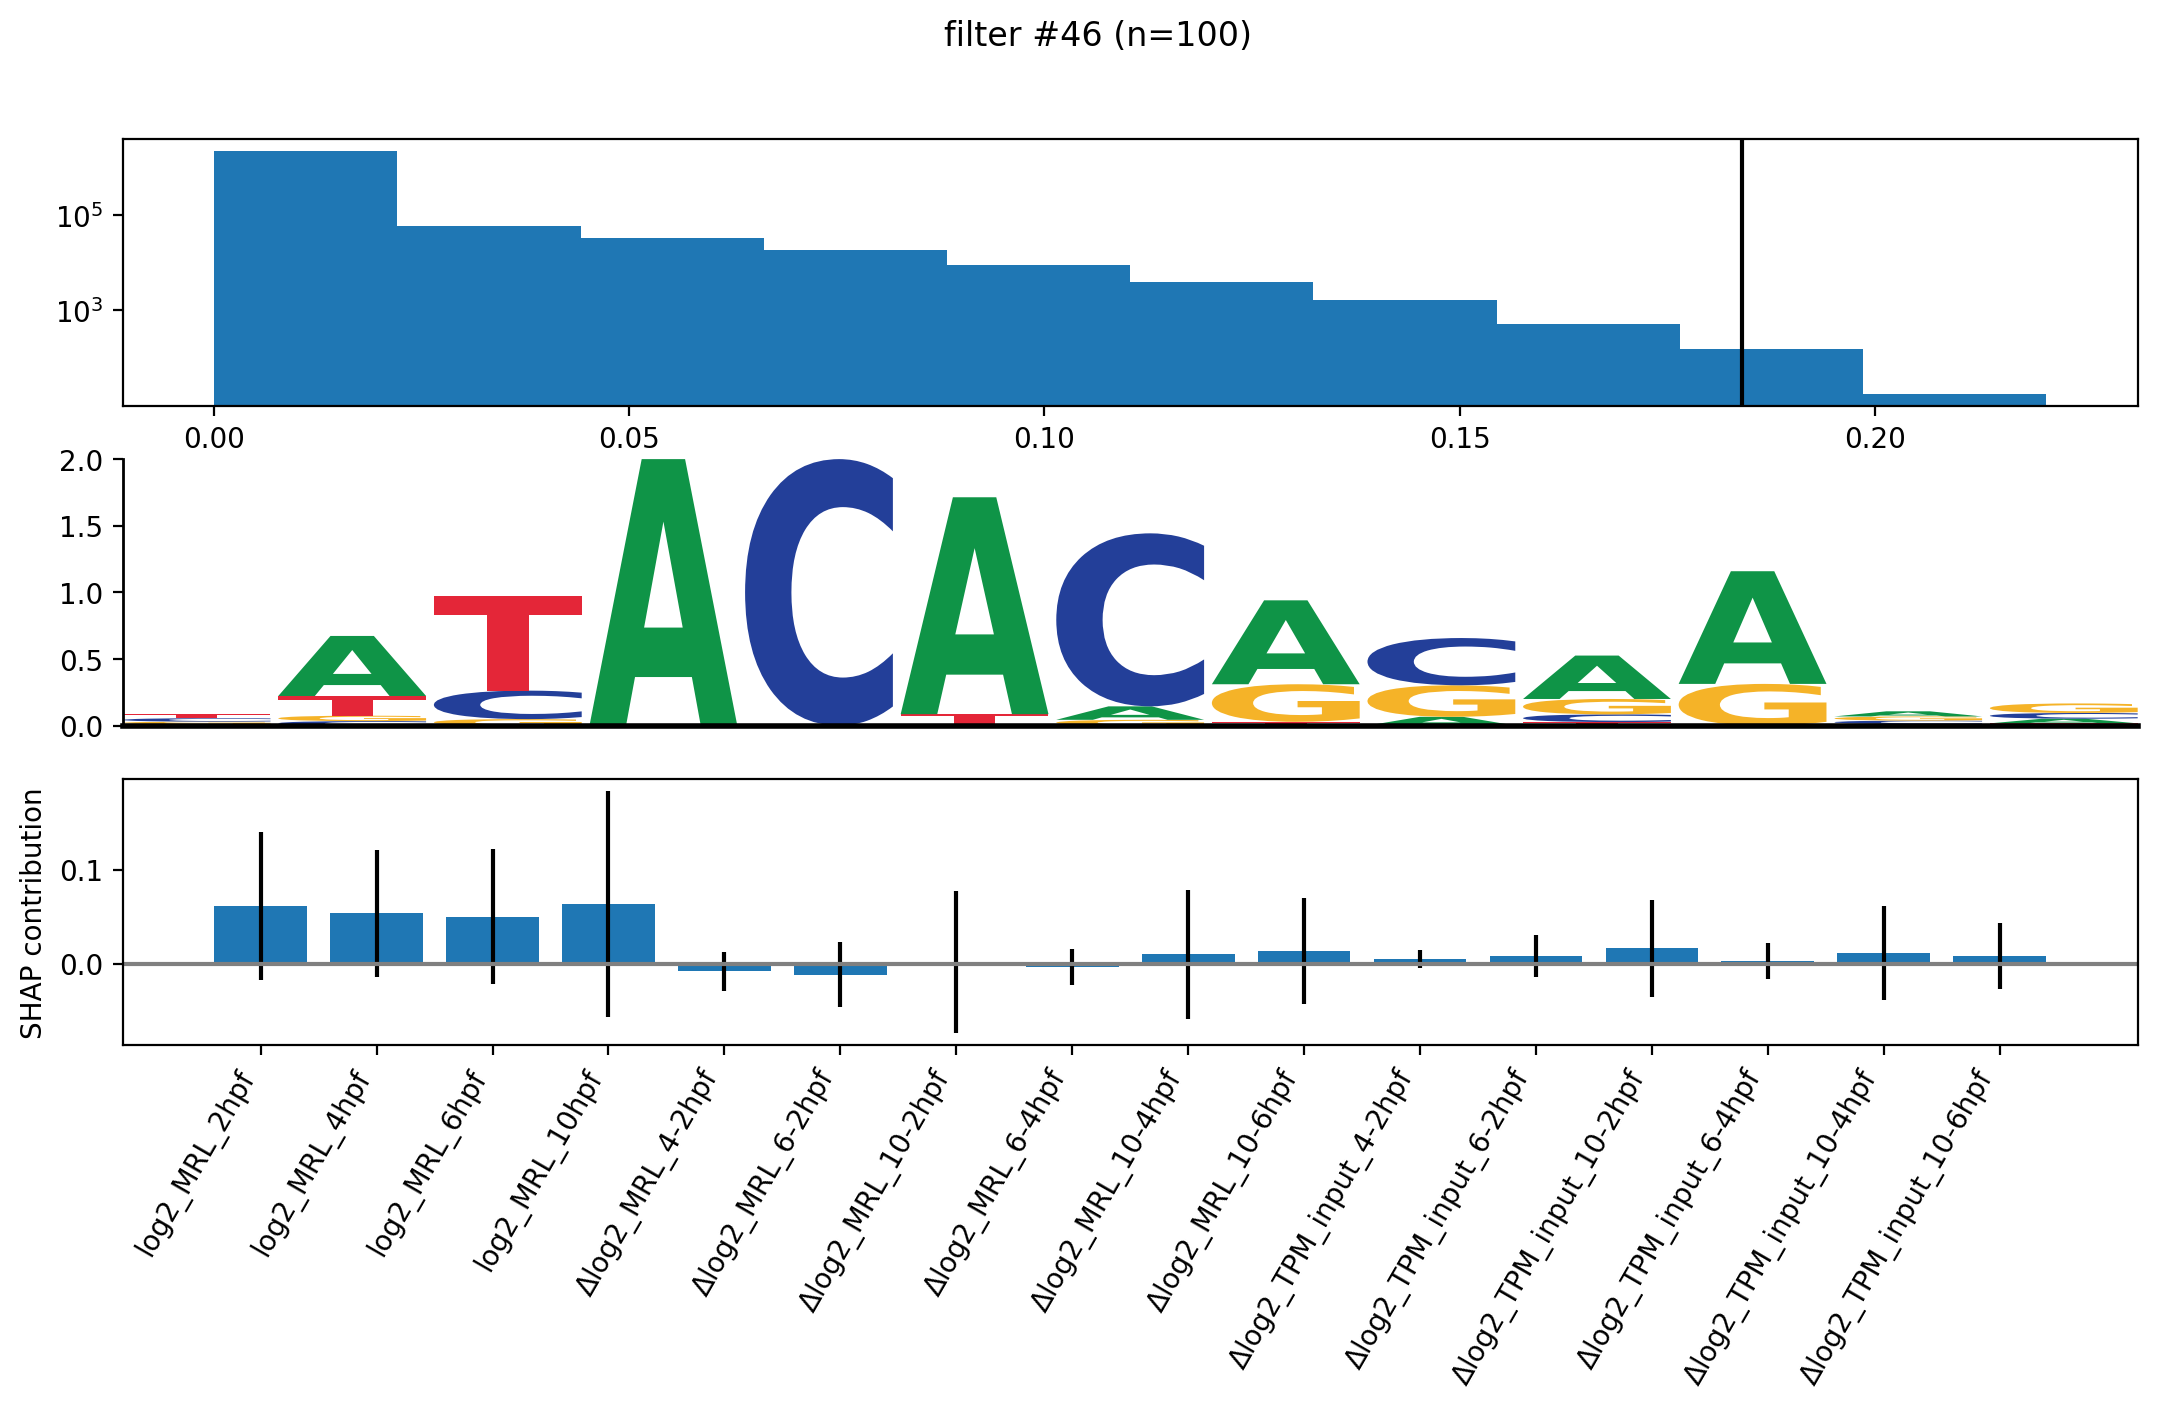 filter #46 (n=100)
10^5
10^3
0.00 0.05 0.10 0.15 0.20
2.0
1.5
1.0
0.5
0.0
T A T A C A C A C A A G
C T C T A G G G G A C
G A C A
SHAP contribution
0.1
0.0
log2_MRL_2hpf
log2_MRL_4hpf
log2_MRL_6hpf
log2_MRL_10hpf
Δlog2_MRL_4-2hpf
Δlog2_MRL_6-2hpf
Δlog2_MRL_10-2hpf
Δlog2_MRL_6-4hpf
Δlog2_MRL_10-4hpf
Δlog2_MRL_10-6hpf
Δlog2_TPM_input_4-2hpf
Δlog2_TPM_input_6-2hpf
Δlog2_TPM_input_10-2hpf
Δlog2_TPM_input_6-4hpf
Δlog2_TPM_input_10-4hpf
Δlog2_TPM_input_10-6hpf